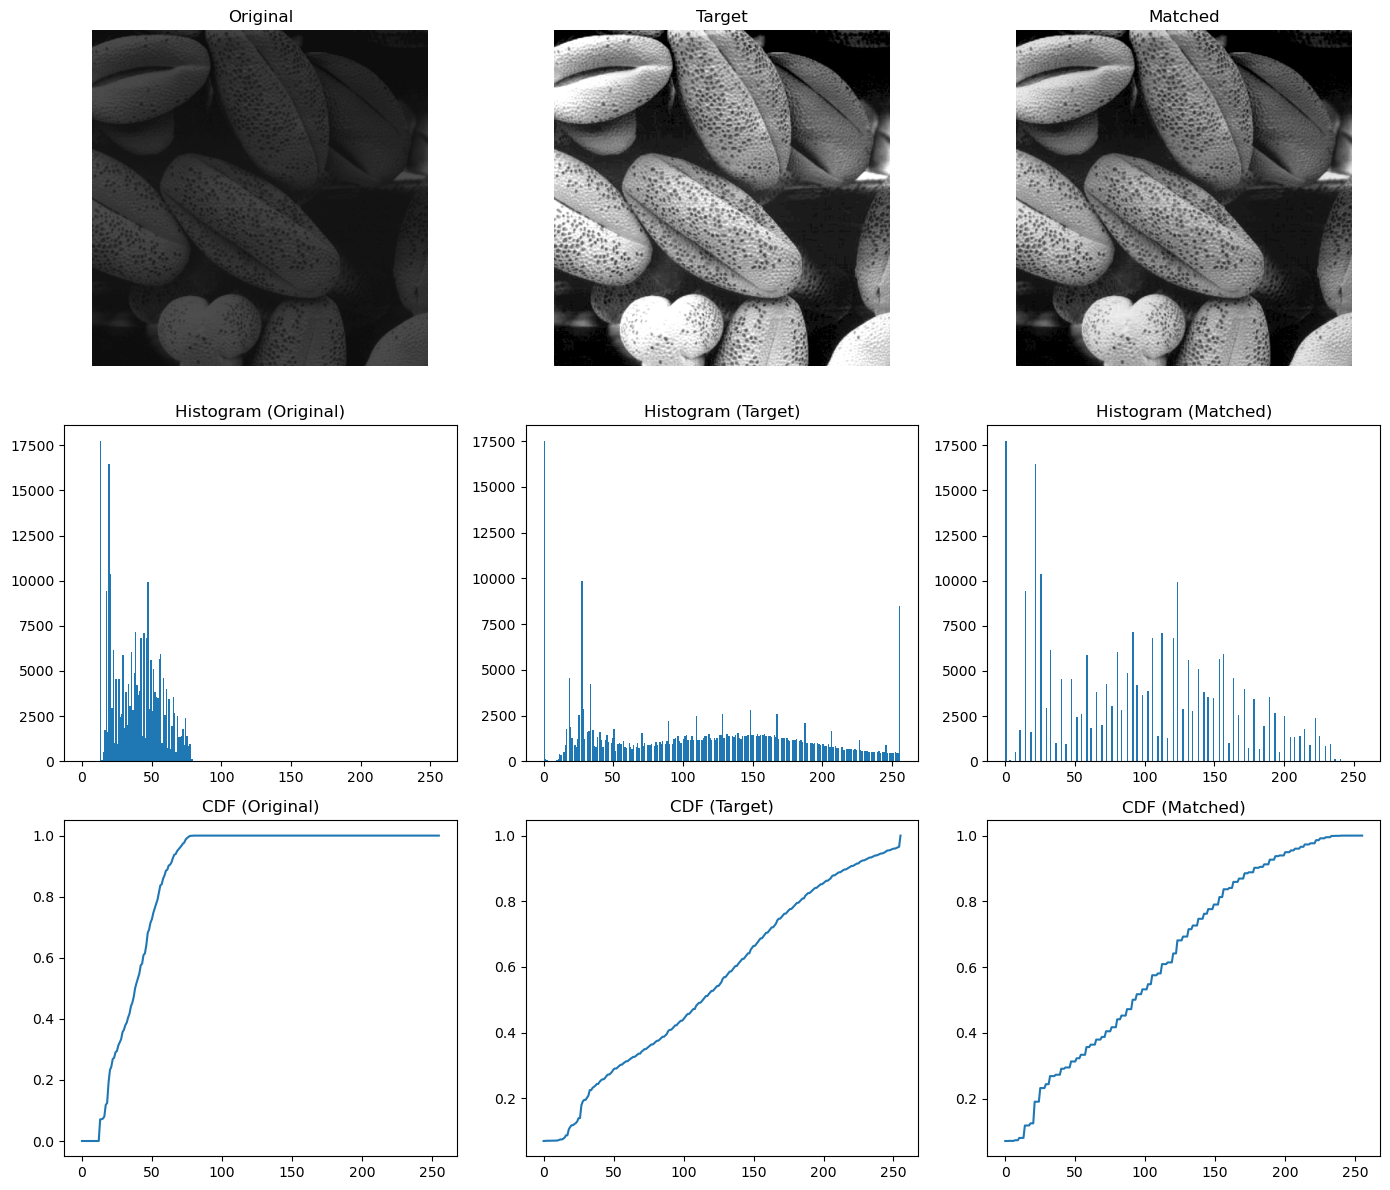 Original
Target
Matched
Histogram (Original)
Histogram (Target)
Histogram (Matched)
17500
15000
12500
10000
7500
5000
2500
0
0 50 100 150 200 250
17500
15000
12500
10000
7500
5000
2500
0
0 50 100 150 200 250
17500
15000
12500
10000
7500
5000
2500
0
0 50 100 150 200 250
CDF (Original)
CDF (Target)
CDF (Matched)
1.0
0.8
0.6
0.4
0.2
0.0
0 50 100 150 200 250
1.0
0.8
0.6
0.4
0.2
0 50 100 150 200 250
1.0
0.8
0.6
0.4
0.2
0 50 100 150 200 250